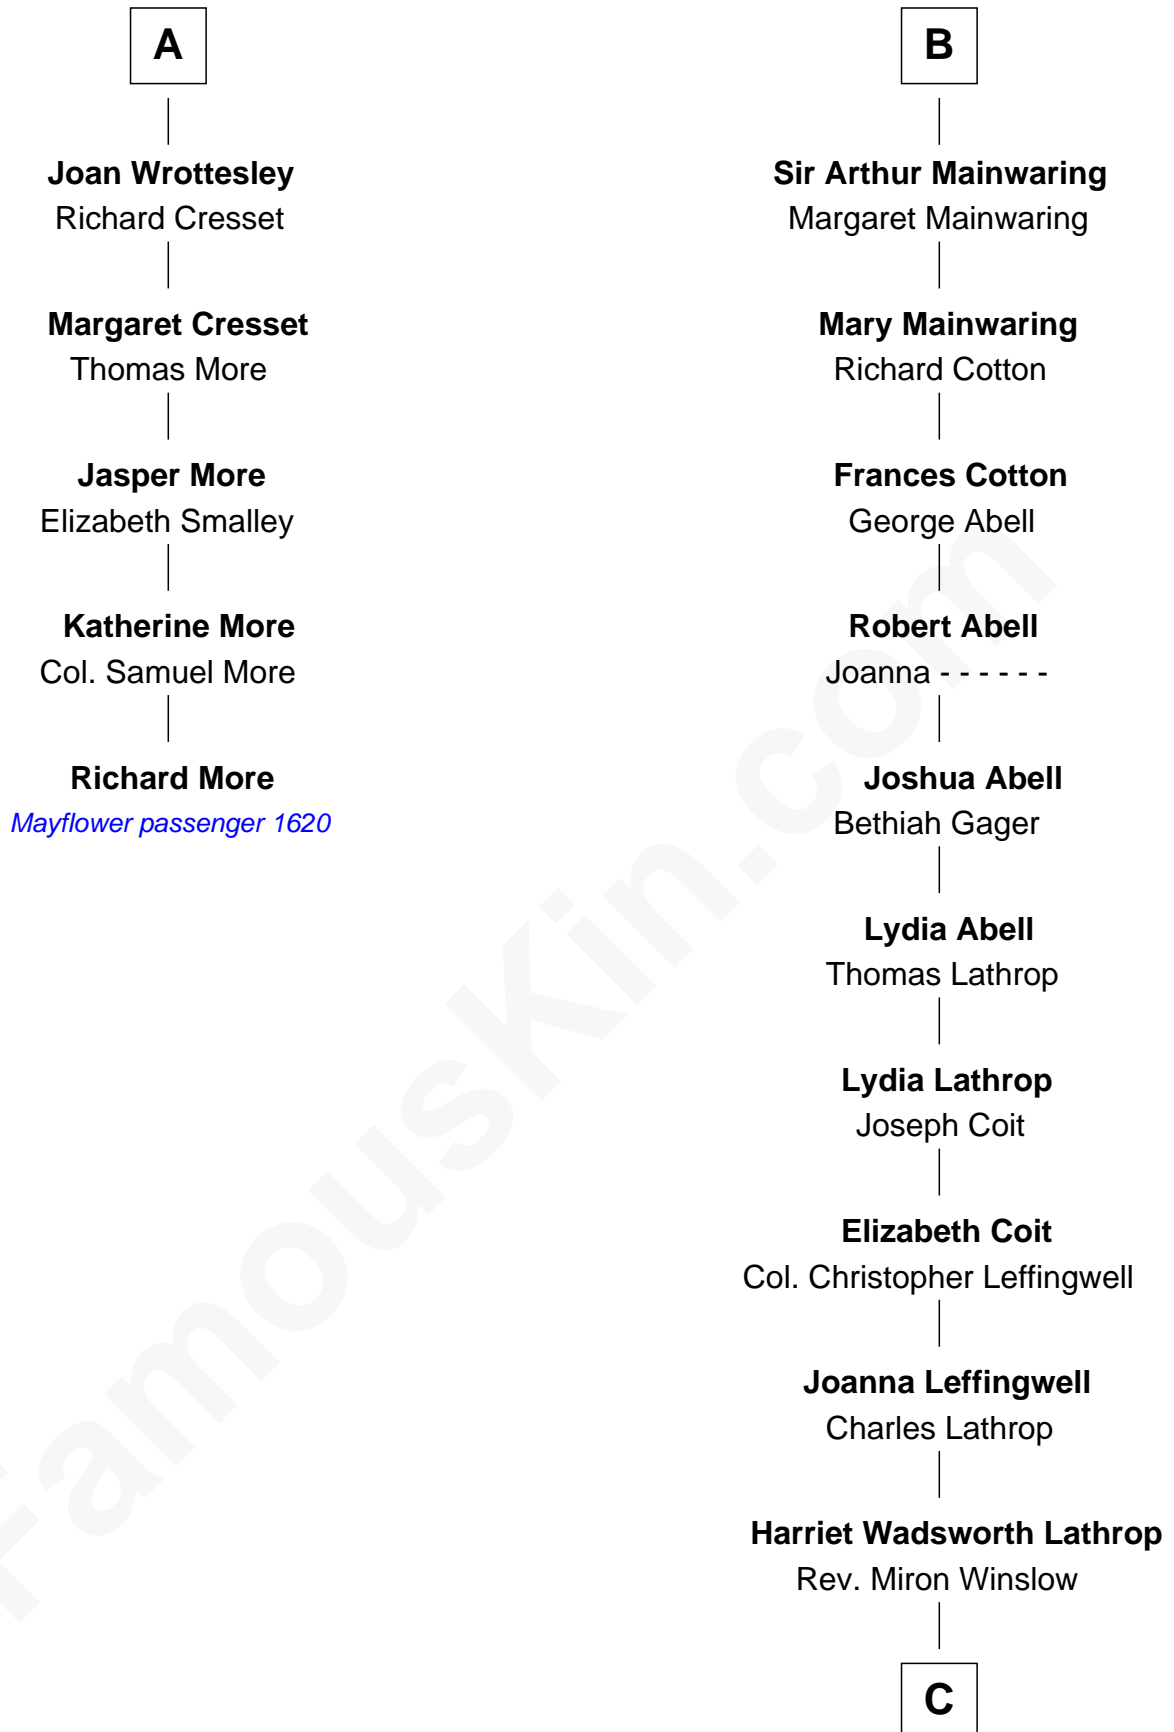 A
Joan Wrottesley
Richard Cresset
Margaret Cresset
Thomas More
Jasper More
Elizabeth Smalley
Katherine More
Col. Samuel More
Richard More
Mayflower passenger 1620
B
Sir Arthur Mainwaring
Margaret Mainwaring
Mary Mainwaring
Richard Cotton
Frances Cotton
George Abell
Robert Abell
Joanna - - - - - -
Joshua Abell
Bethiah Gager
Lydia Abell
Thomas Lathrop
Lydia Lathrop
Joseph Coit
Elizabeth Coit
Col. Christopher Leffingwell
Joanna Leffingwell
Charles Lathrop
Harriet Wadsworth Lathrop
Rev. Miron Winslow
C
FamousKin.com